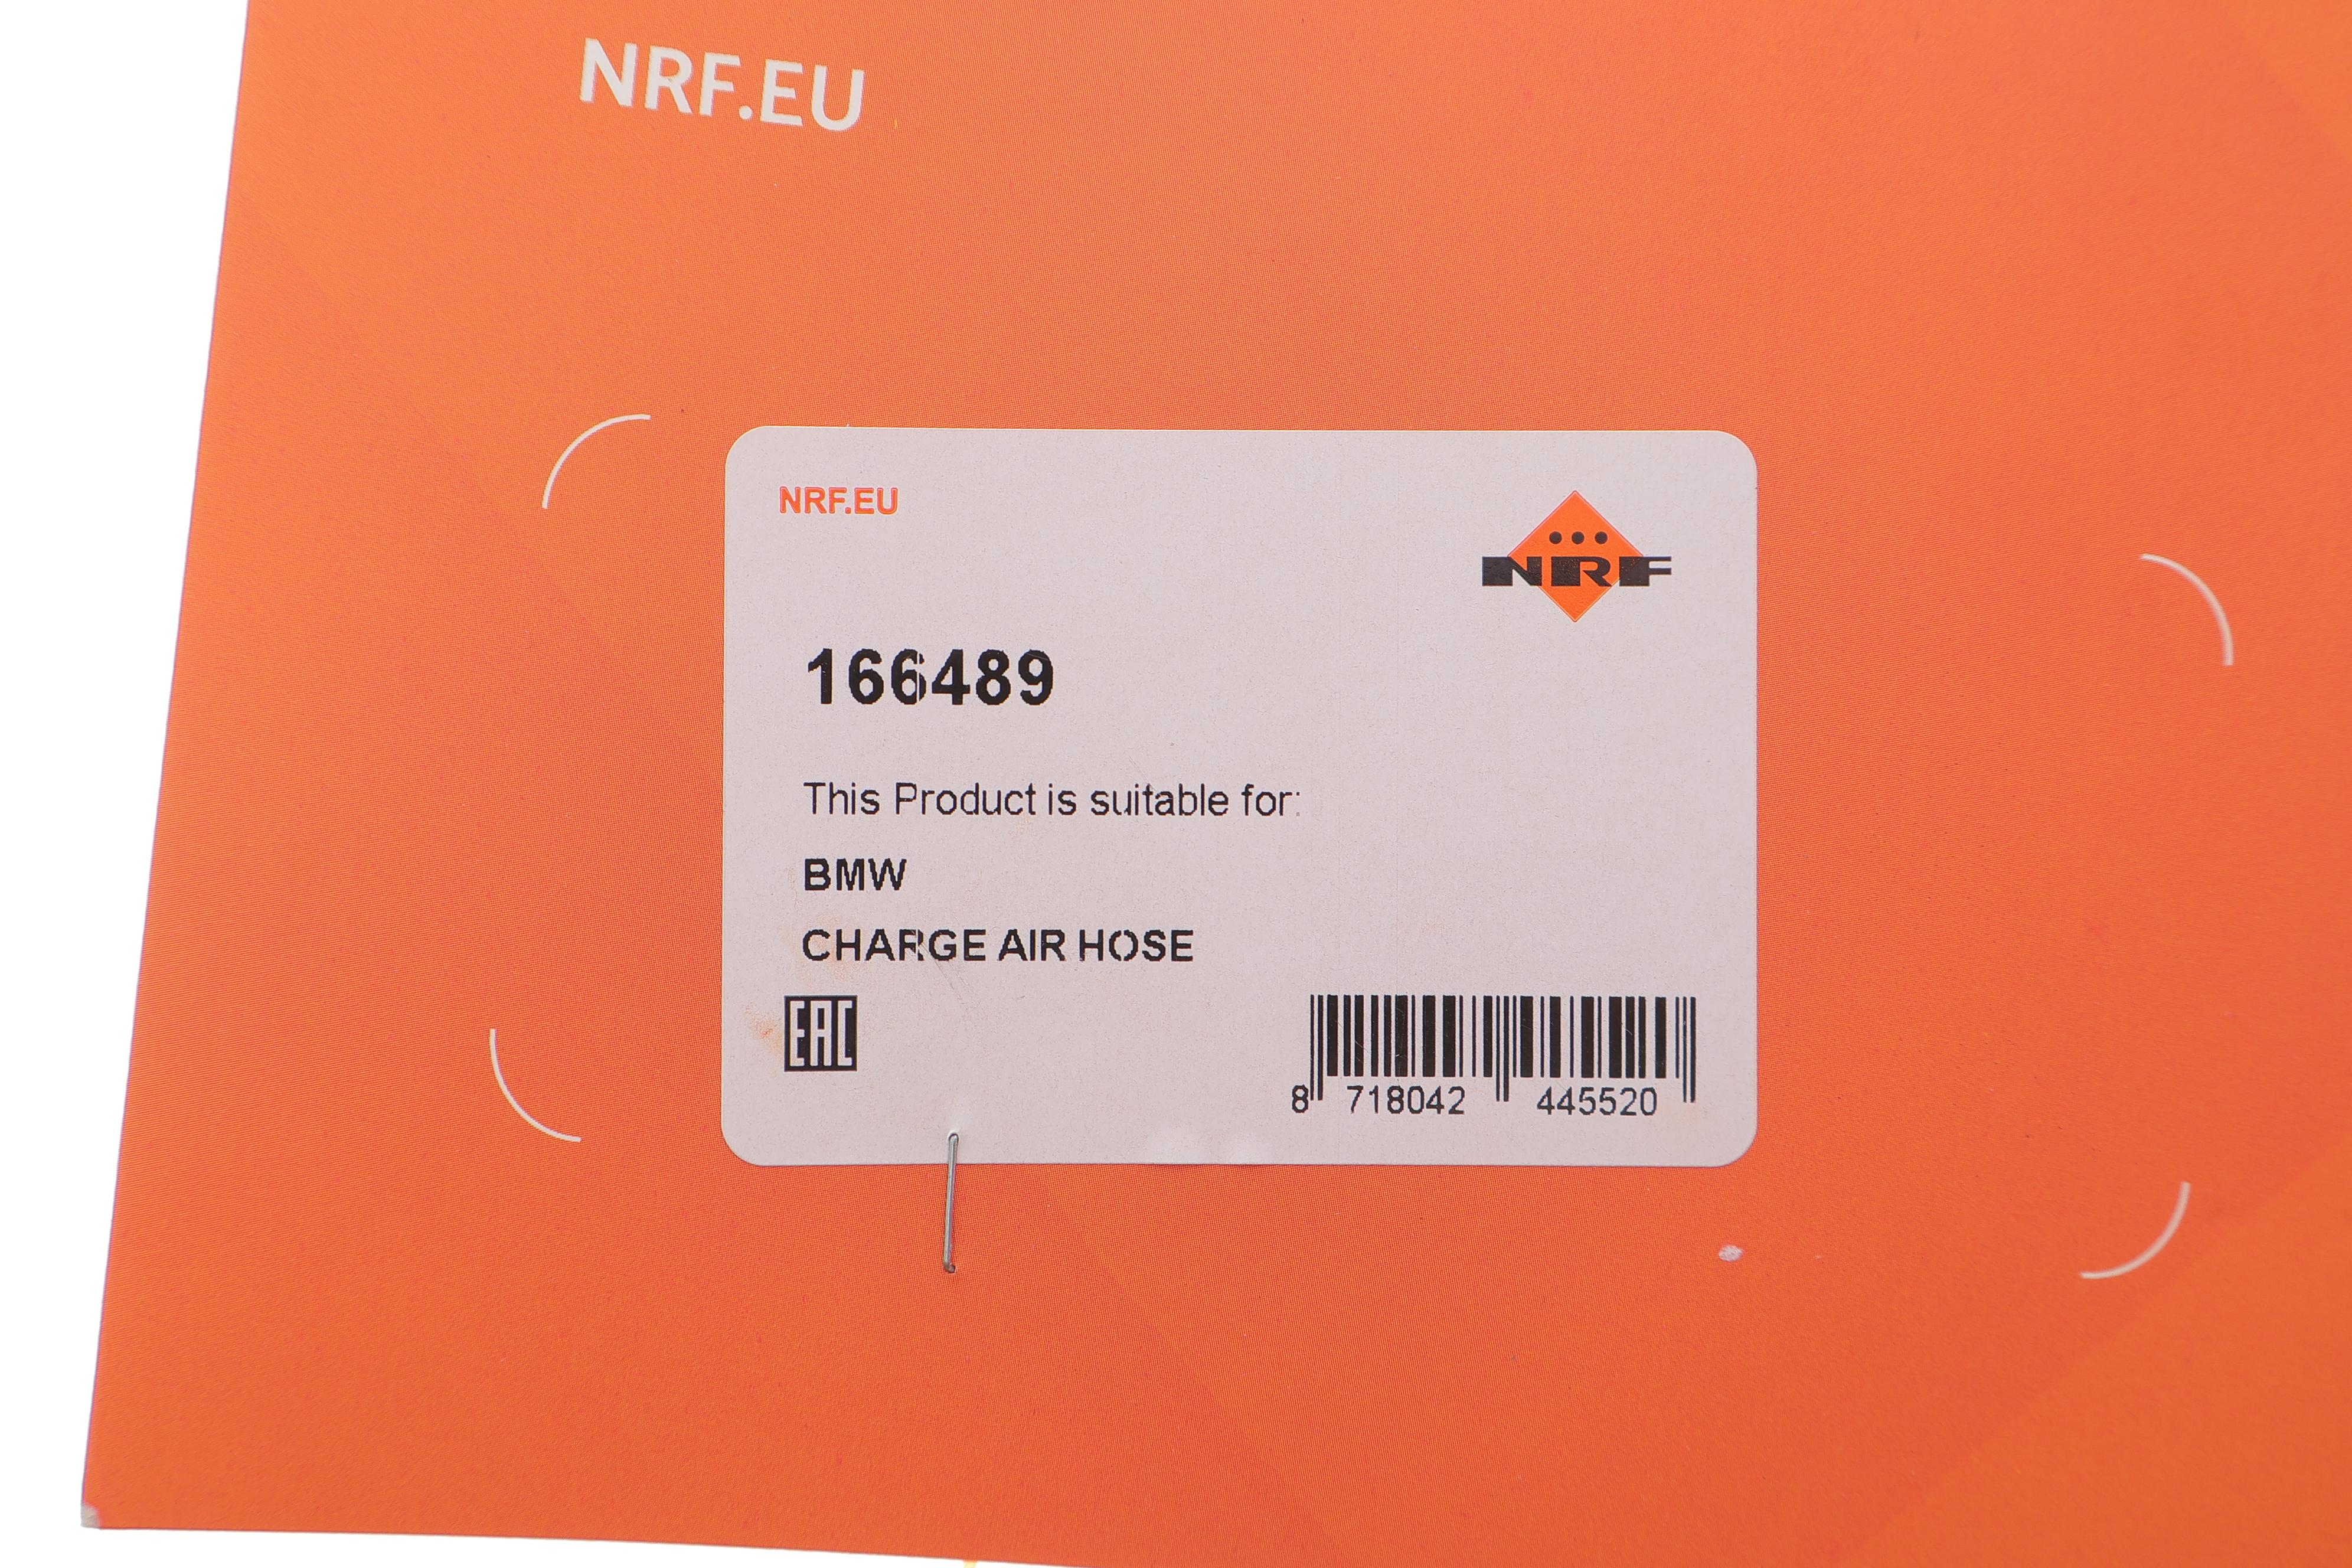 NRF.EU
NRF.EU
NRF
166489
This Product is suitable for:
BMW
CHARGE AIR HOSE
EAC
8 718042 445520